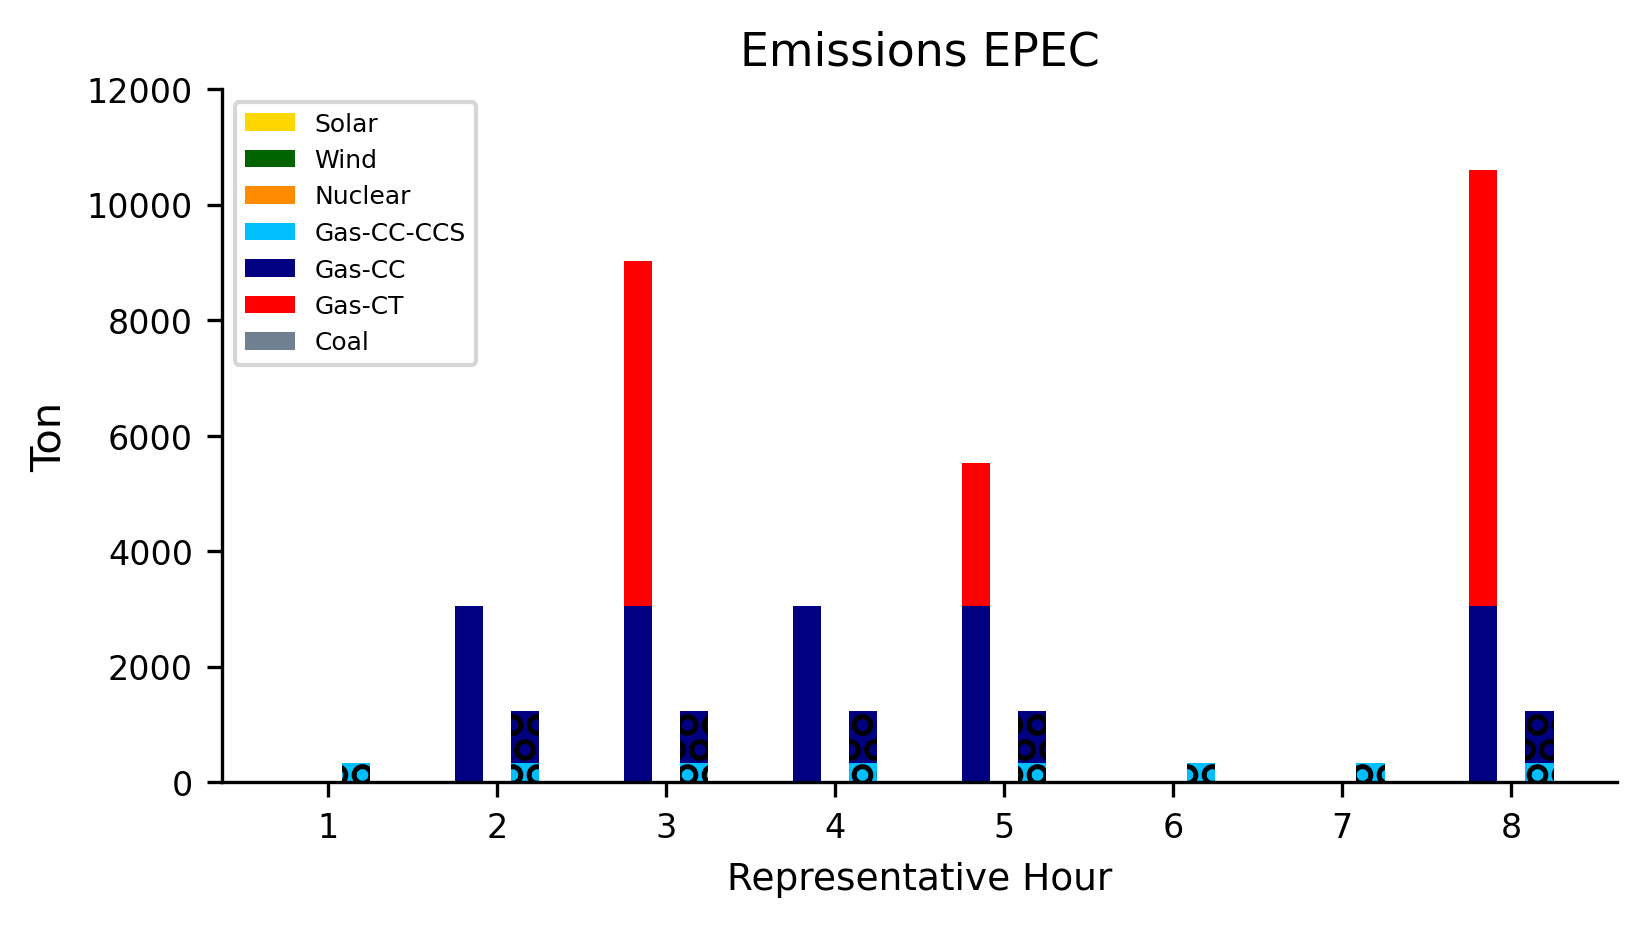 Emissions EPEC
12000
10000
8000
6000
4000
2000
0
Ton
Solar
Wind
Nuclear
Gas-CC-CCS
Gas-CC
Gas-CT
Coal
1 2 3 4 5 6 7 8
Representative Hour